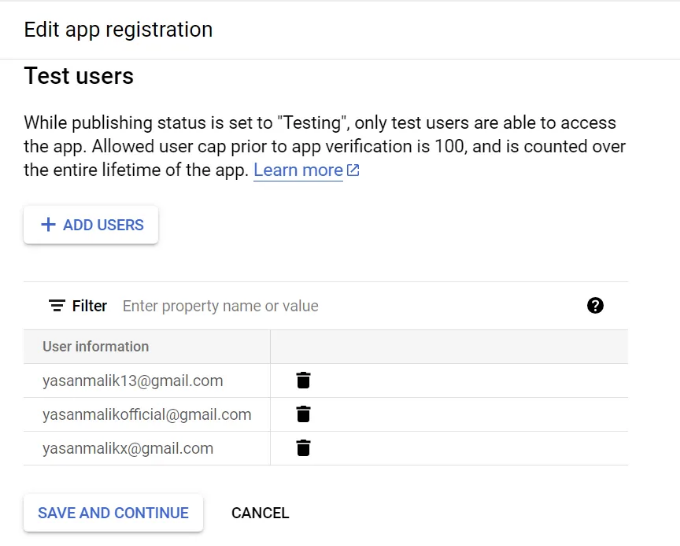 Edit app registration
Test users
While publishing status is set to "Testing", only test users are able to access
the app. Allowed user cap prior to app verification is 100, and is counted over
the entire lifetime of the app. Learn more
+ ADD USERS
Filter Enter property name or value
User information
yasanmalik13@gmail.com
yasanmalikofficial@gmail.com
yasanmalikx@gmail.com
SAVE AND CONTINUE CANCEL